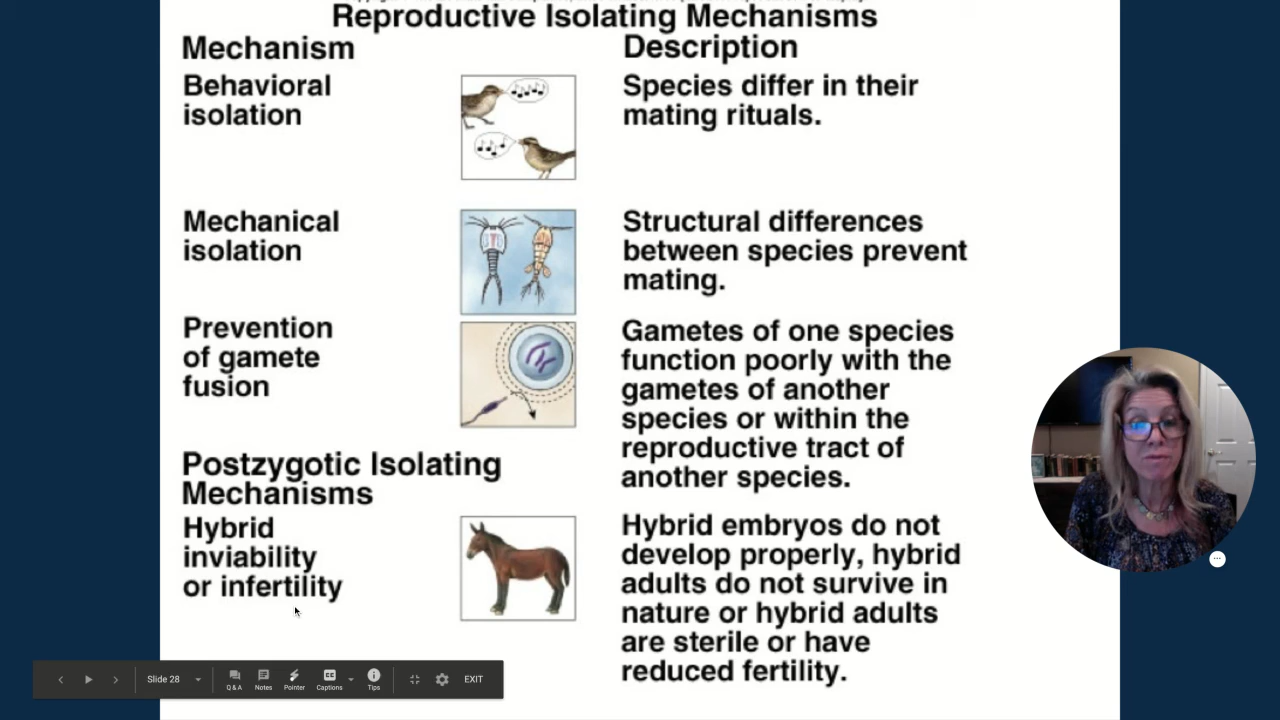 Reproductive Isolating Mechanisms
Mechanism
Description
Behavioral
isolation
Species differ in their
mating rituals.
Mechanical
isolation
Structural differences
between species prevent
mating.
Prevention
of gamete
fusion
Gametes of one species
function poorly with the
gametes of another
species or within the
reproductive tract of
another species.
Postzygotic Isolating
Mechanisms
Hybrid
inviability
or infertility
Hybrid embryos do not
develop properly, hybrid
adults do not survive in
nature or hybrid adults
are sterile or have
reduced fertility.
Slide 28
Q & A
Notes
Pointer
CC
Captions
Tips
EXIT